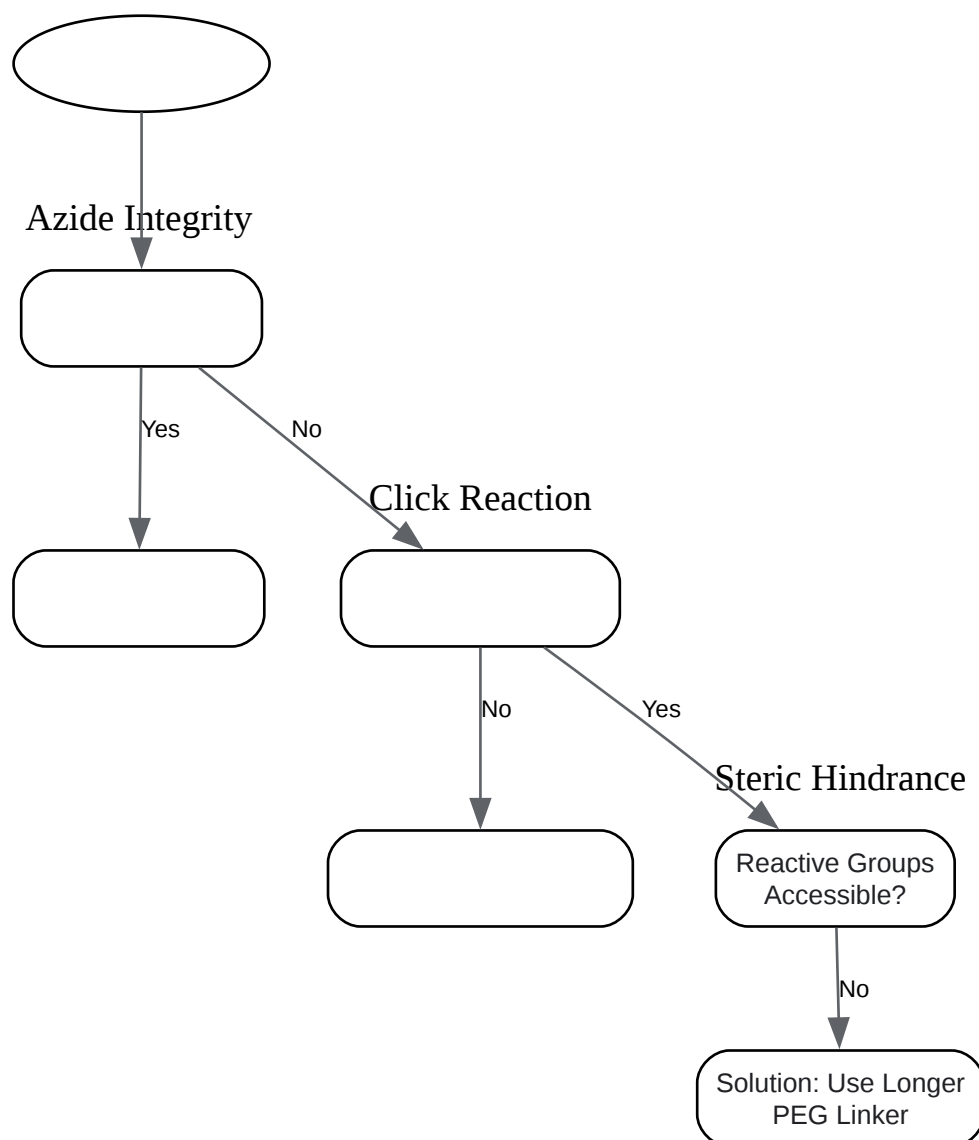 Azide Integrity
Yes
No
Click Reaction
No
Yes
Steric Hindrance
Reactive Groups
Accessible?
No
Solution: Use Longer
PEG Linker